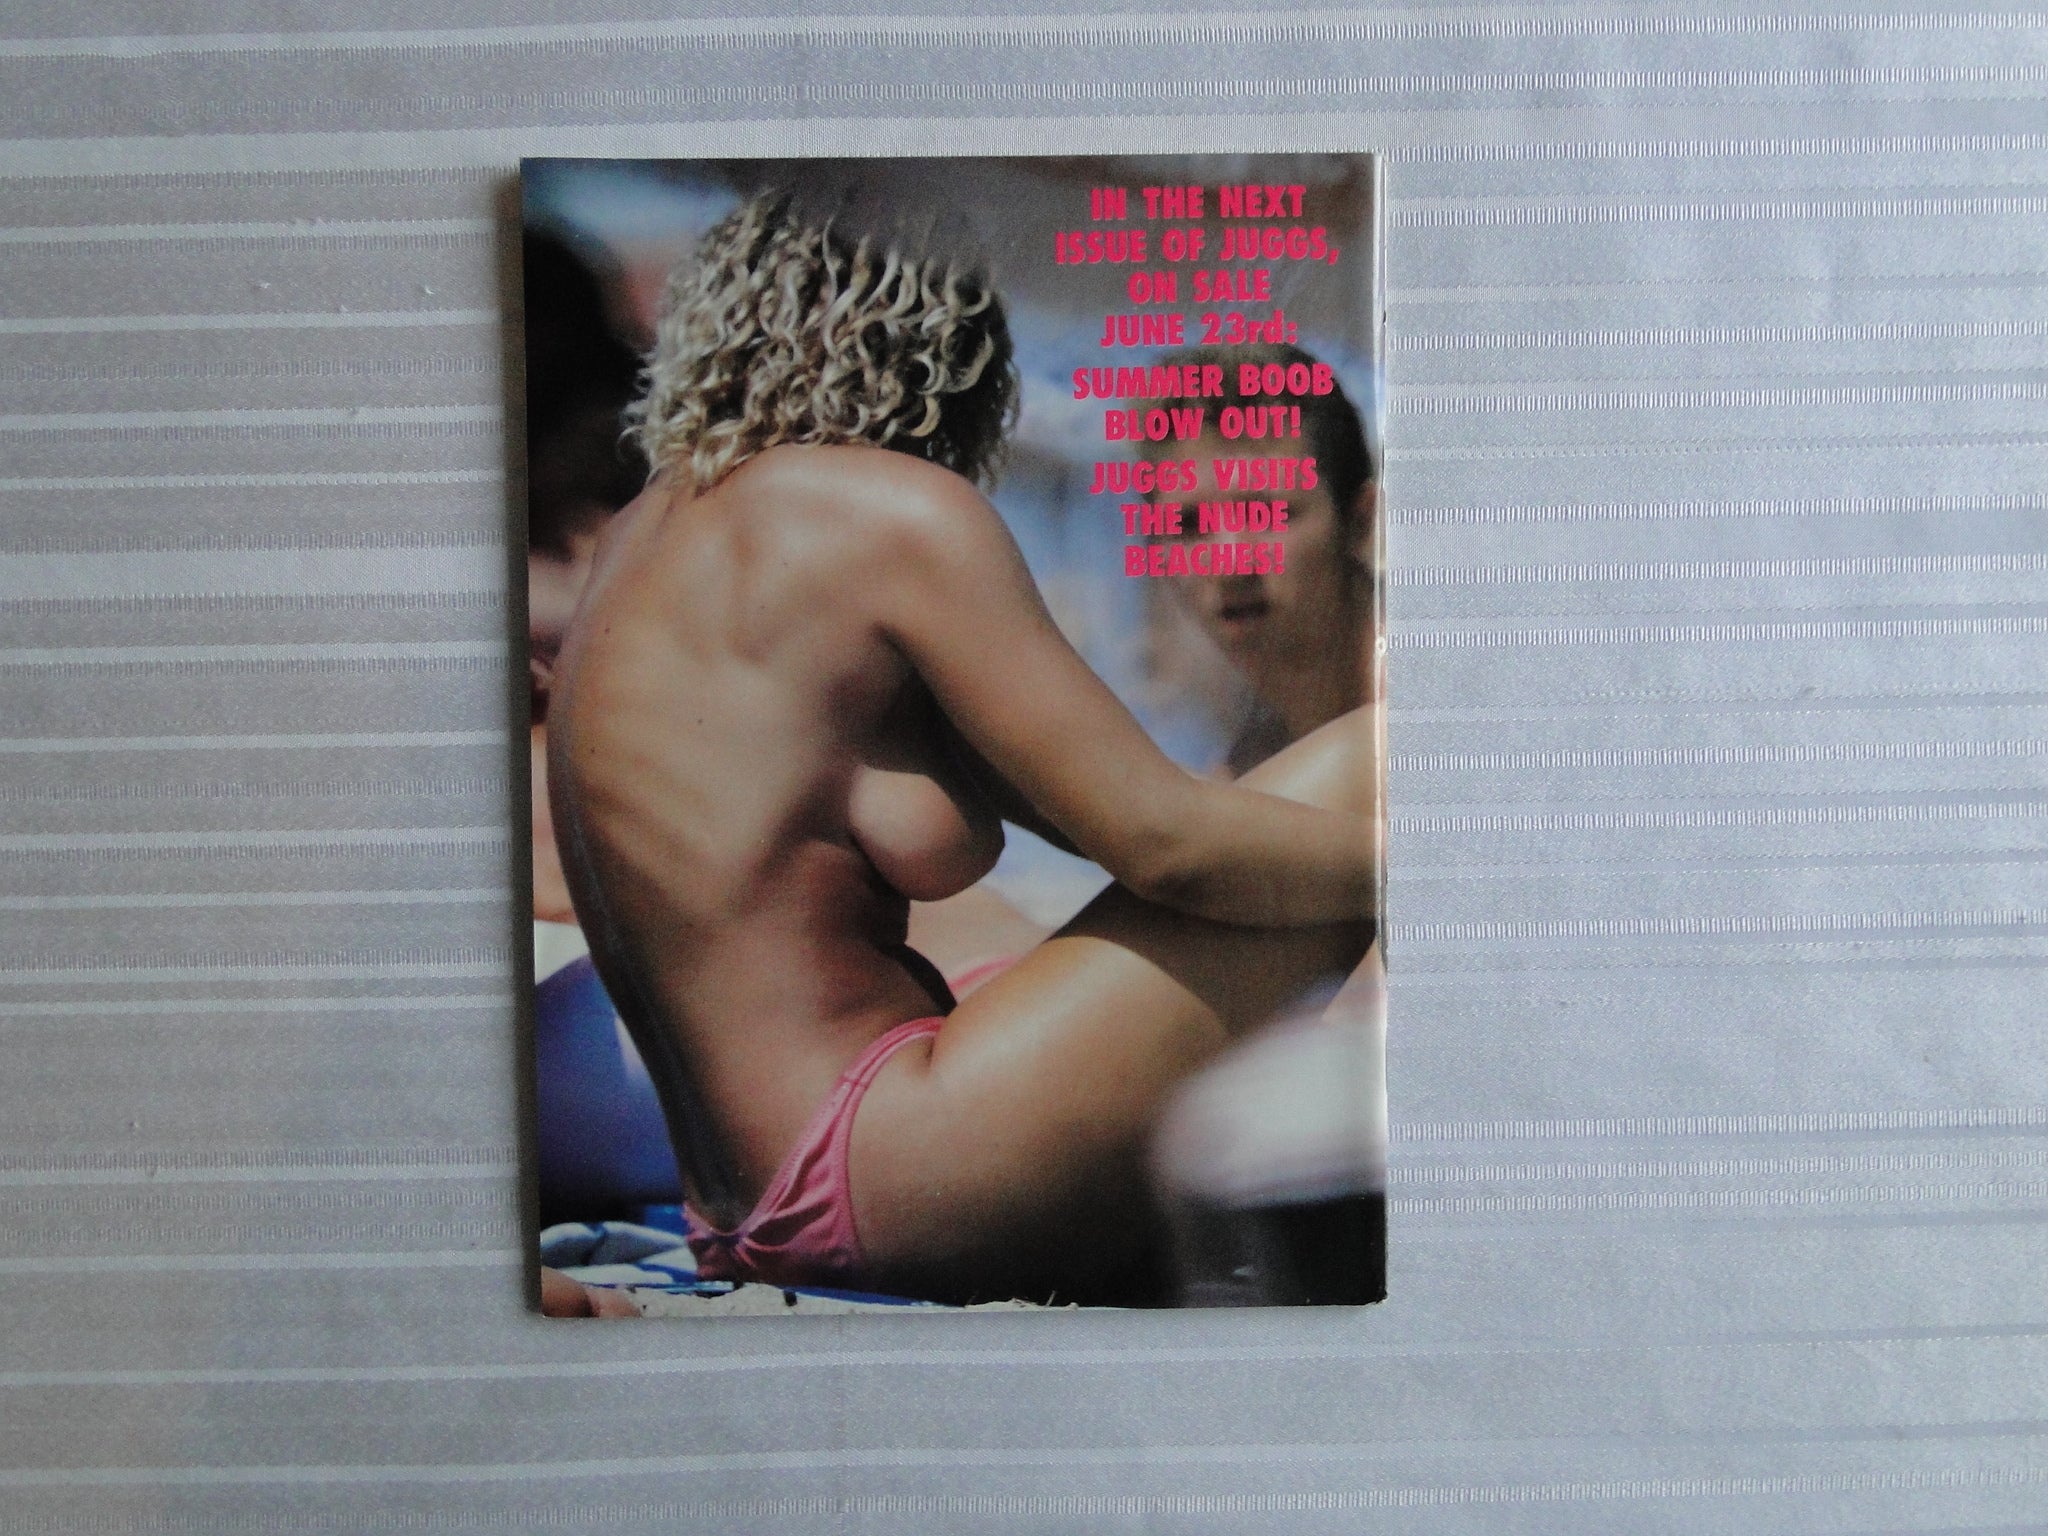 IN THE NEXT
ISSUE OF JUGGS,
ON SALE
JUNE 23rd:
SUMMER BOOB
BLOW OUT!
JUGGS VISITS
THE NUDE
BEACHES!